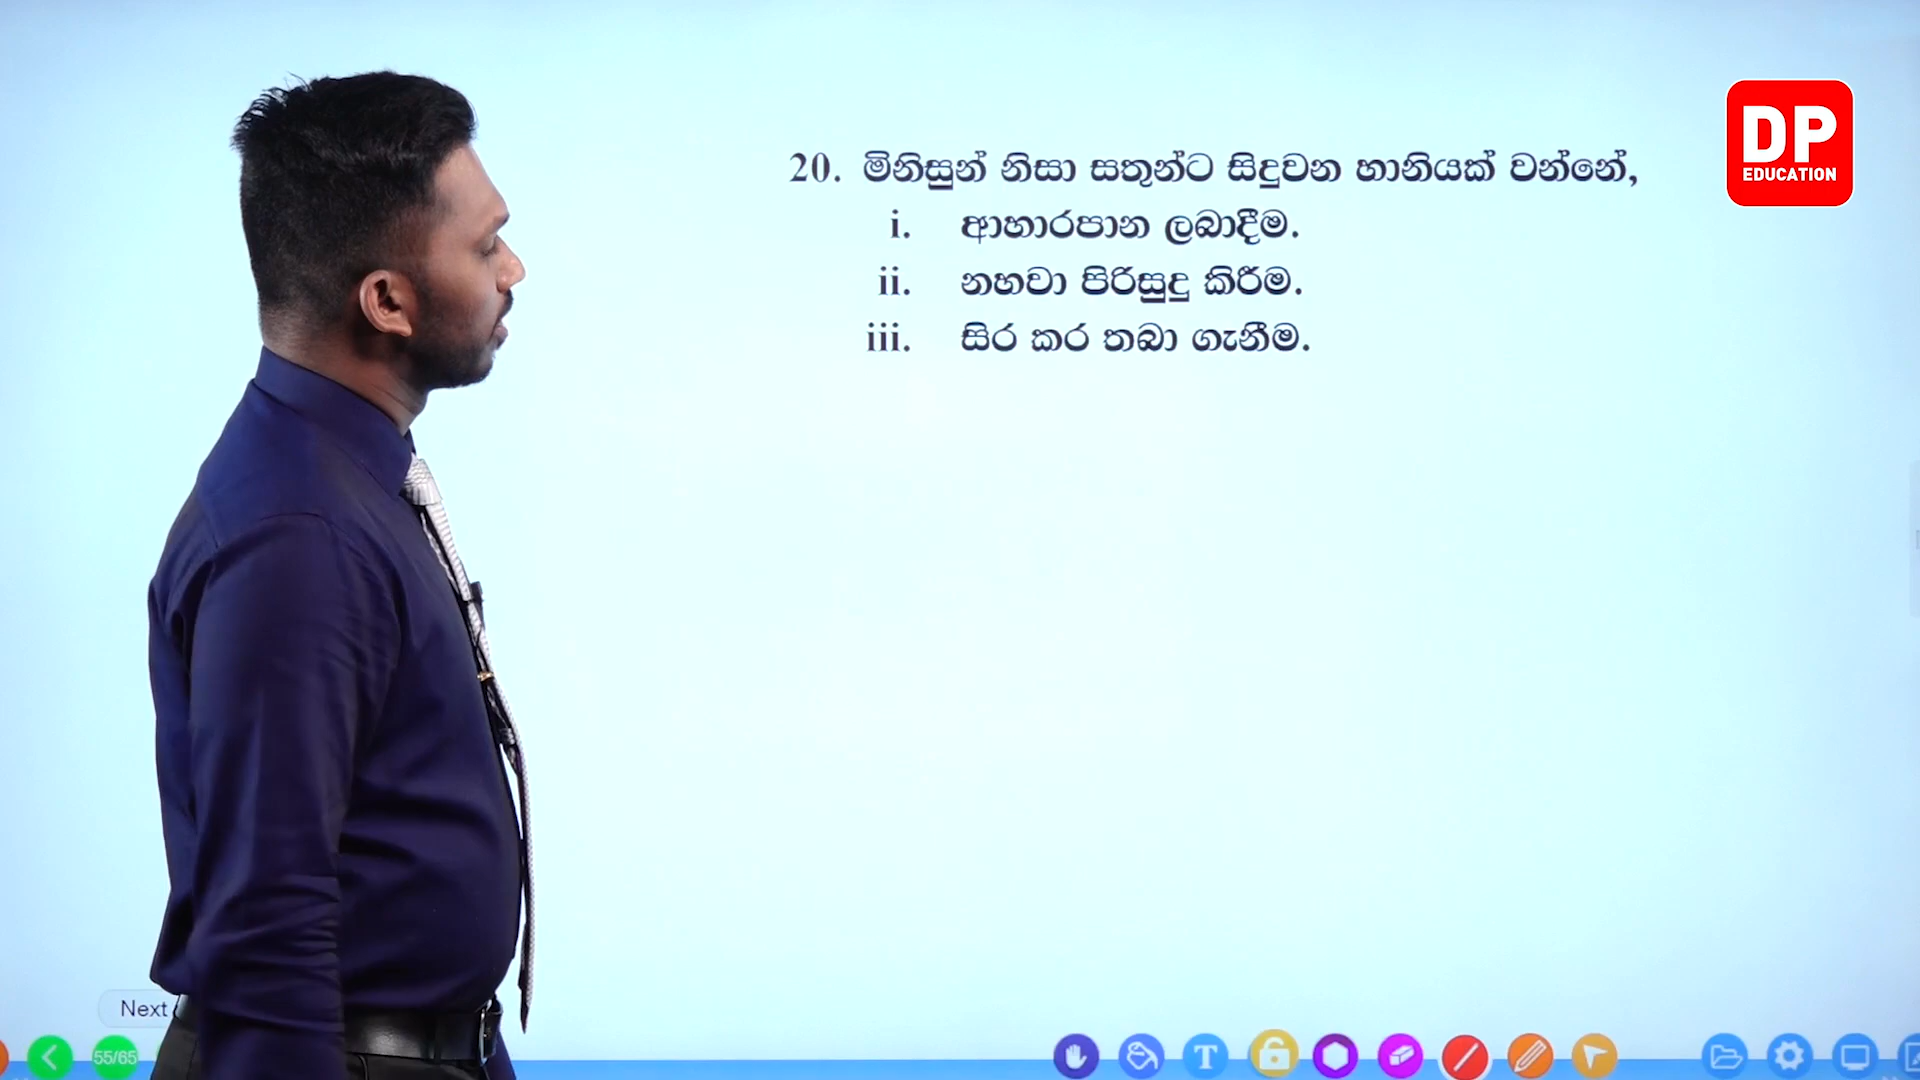 DP
EDUCATION
20. මිනිසුන් නිසා සතුන්ට සිදුවන හානියක් වන්නේ,
i. ආහාරපාන ලබාදීම.
ii. නහවා පිරිසුදු කිරීම.
iii. සිර කර තබා ගැනීම.
Next
55/65
T